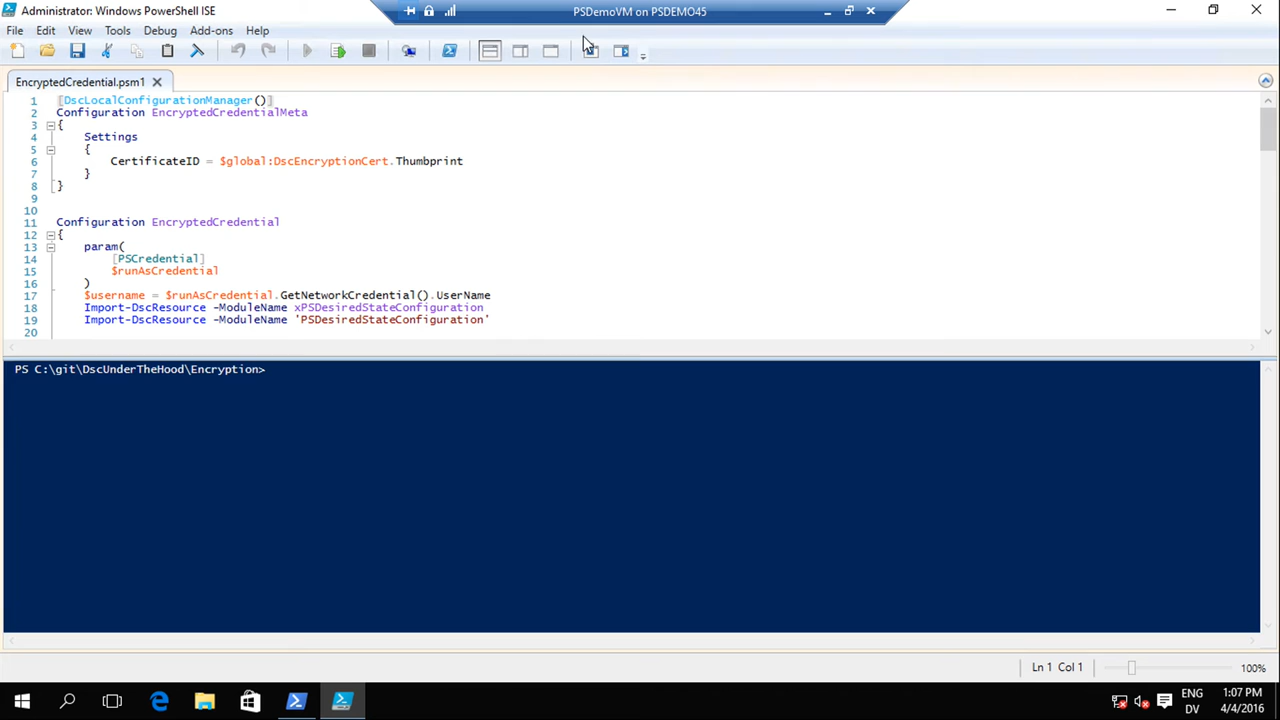 Administrator: Windows PowerShell ISE
PSDemoVM on PSDEMO45
File Edit View Tools Debug Add-ons Help
EncryptedCredential.psm1
1 [DscLocalConfigurationManager()]
2 Configuration EncryptedCredentialMeta
3 {
4 Settings
5 {
6 CertificateID = $global:DscEncryptionCert.Thumbprint
7 }
8 }
9
10
11 Configuration EncryptedCredential
12 {
13 param(
14 [PSCredential]
15 $runAsCredential
16 )
17 $username = $runAsCredential.GetNetworkCredential().UserName
18 Import-DscResource -ModuleName xPSDesiredStateConfiguration
19 Import-DscResource -ModuleName 'PSDesiredStateConfiguration'
20
PS C:\git\DscUnderTheHood\Encryption>
Ln 1 Col 1 100%
ENG 1:07 PM
DV 4/4/2016